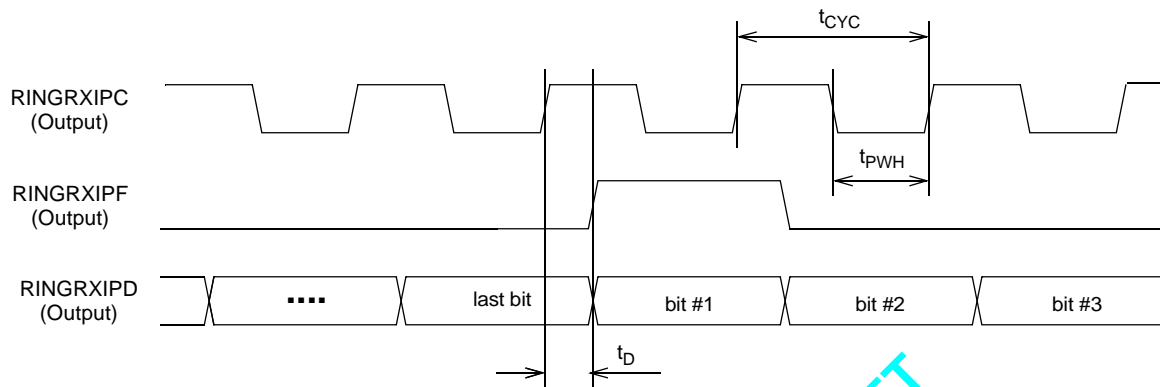 tCYC
RINGRXIPC
(Output)
tPWH
RINGRXIPF
(Output)
RINGRXIPD
(Output)
....
last bit
bit #1
bit #2
bit #3
tD
T